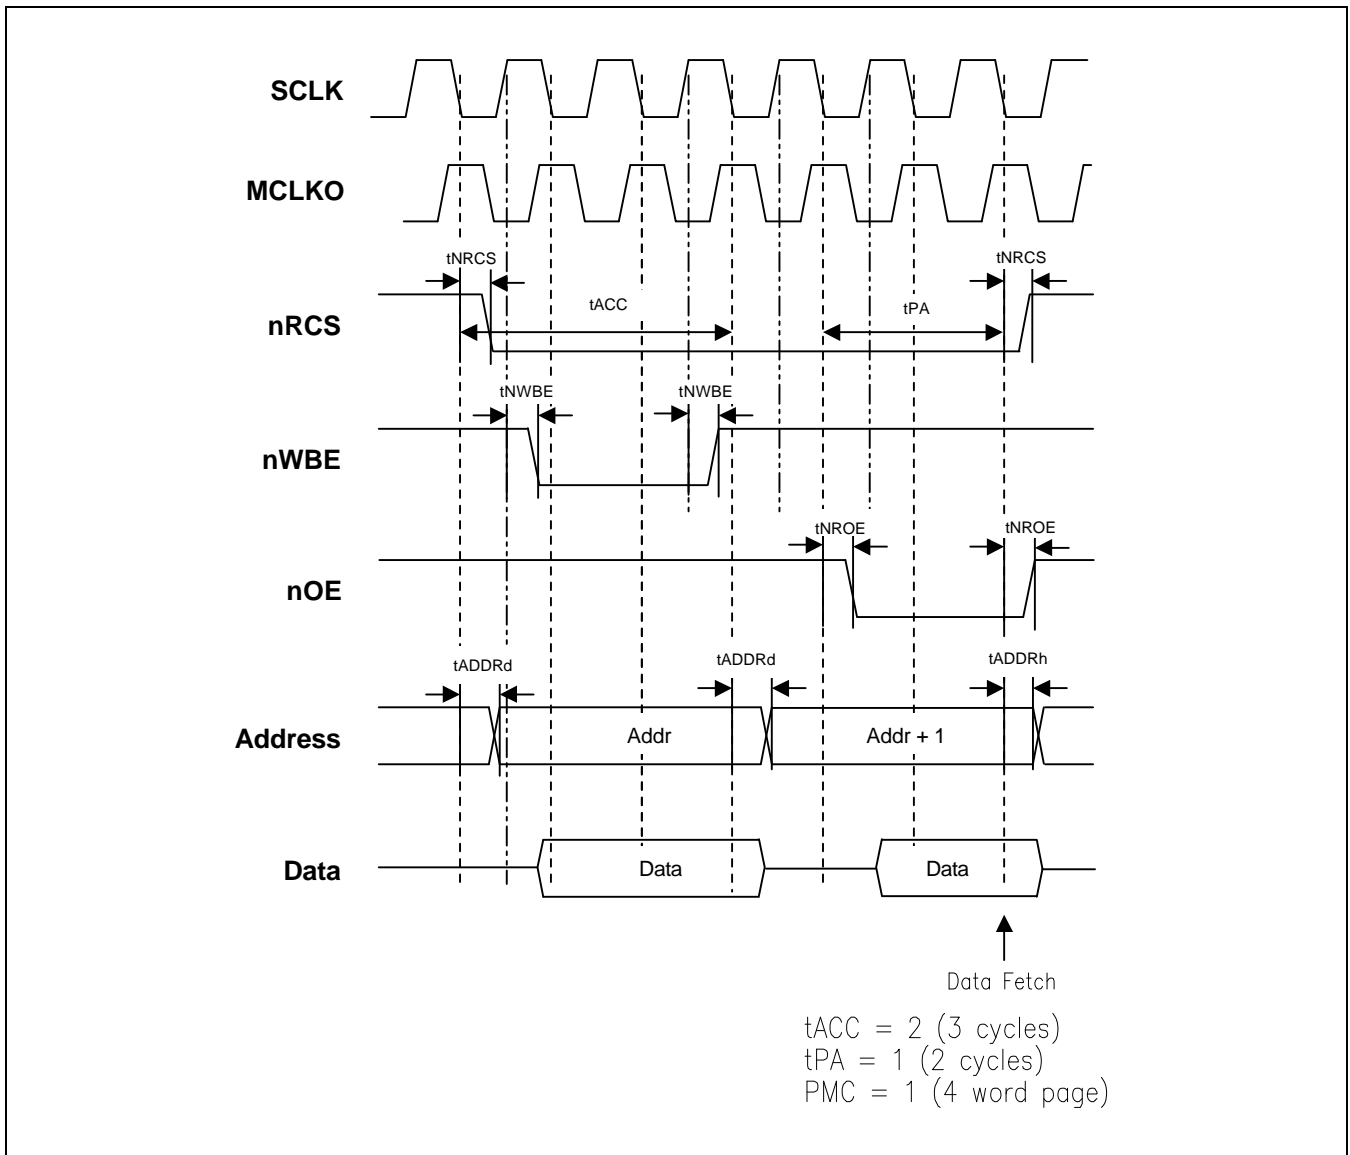 SCLK
MCLKO
tNRCS
tNRCS
nRCS
tACC
tPA
tNWBE
tNWBE
nWBE
tNROE
tNROE
nOE
tADDRd
tADDRd
tADDRh
Address
Addr
Addr + 1
Data
Data
Data
Data Fetch
tACC = 2 (3 cycles)
tPA = 1 (2 cycles)
PMC = 1 (4 word page)